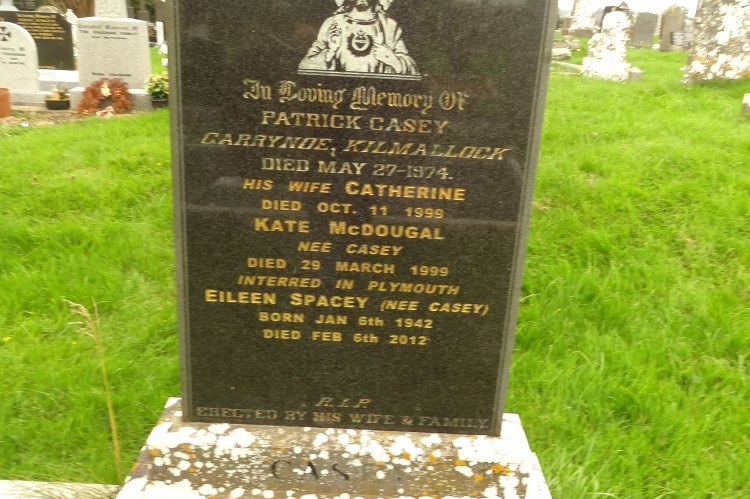 In Loving Memory Of
PATRICK CASEY
GARRYNOE, KILMALLOCK
DIED MAY 27-1974.
HIS WIFE CATHERINE
DIED OCT. 11 1999
KATE McDOUGAL
NEE CASEY
DIED 29 MARCH 1999
INTERRED IN PLYMOUTH
EILEEN SPACEY (NEE CASEY)
BORN JAN 6th 1942
DIED FEB 6th 2012
R.I.P.
ERECTED BY HIS WIFE & FAMILY